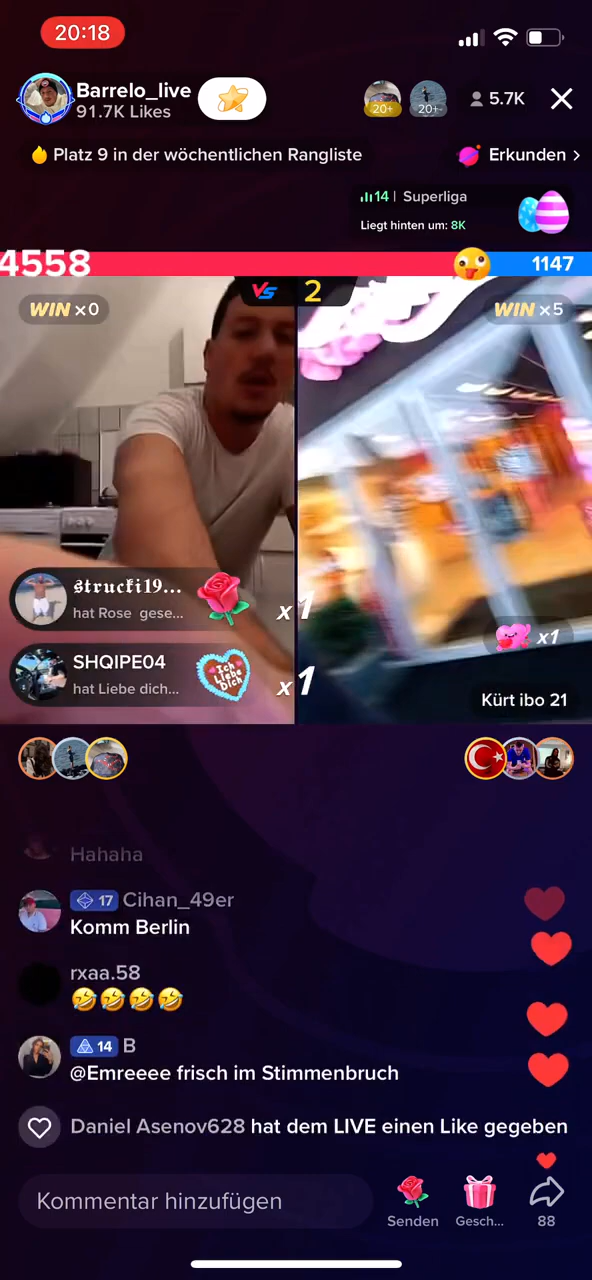 20:18
Barrelo_live
91.7K Likes
20+
20+
5.7K
Platz 9 in der wöchentlichen Rangliste
Erkunden >
14 | Superliga
Liegt hinten um: 8K
4558
1147
WIN x0
VS 2
WIN x5
𝖘𝖙𝖗𝖚𝖈𝖐𝖎19...
hat Rose gese...
x1
SHQIPE04
hat Liebe dich...
Ich Liebe Dich
x1
x1
Kürt ibo 21
Hahaha
17 Cihan_49er
Komm Berlin
rxaa.58
🤣🤣🤣🤣
14 B
@Emreeee frisch im Stimmenbruch
Daniel Asenov628 hat dem LIVE einen Like gegeben
Kommentar hinzufügen
Senden
Gesch...
88